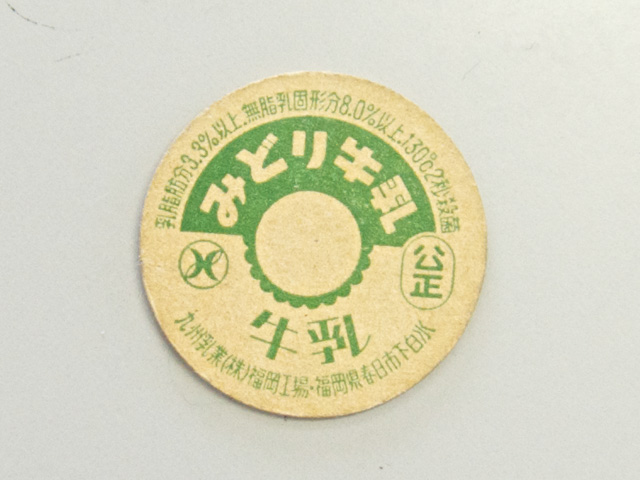 乳脂肪分3.3%以上.無脂乳固形分8.0%以上.130℃2秒殺菌
みどり牛乳
公正
九州乳業(株)福岡工場・福岡県春日市下白水